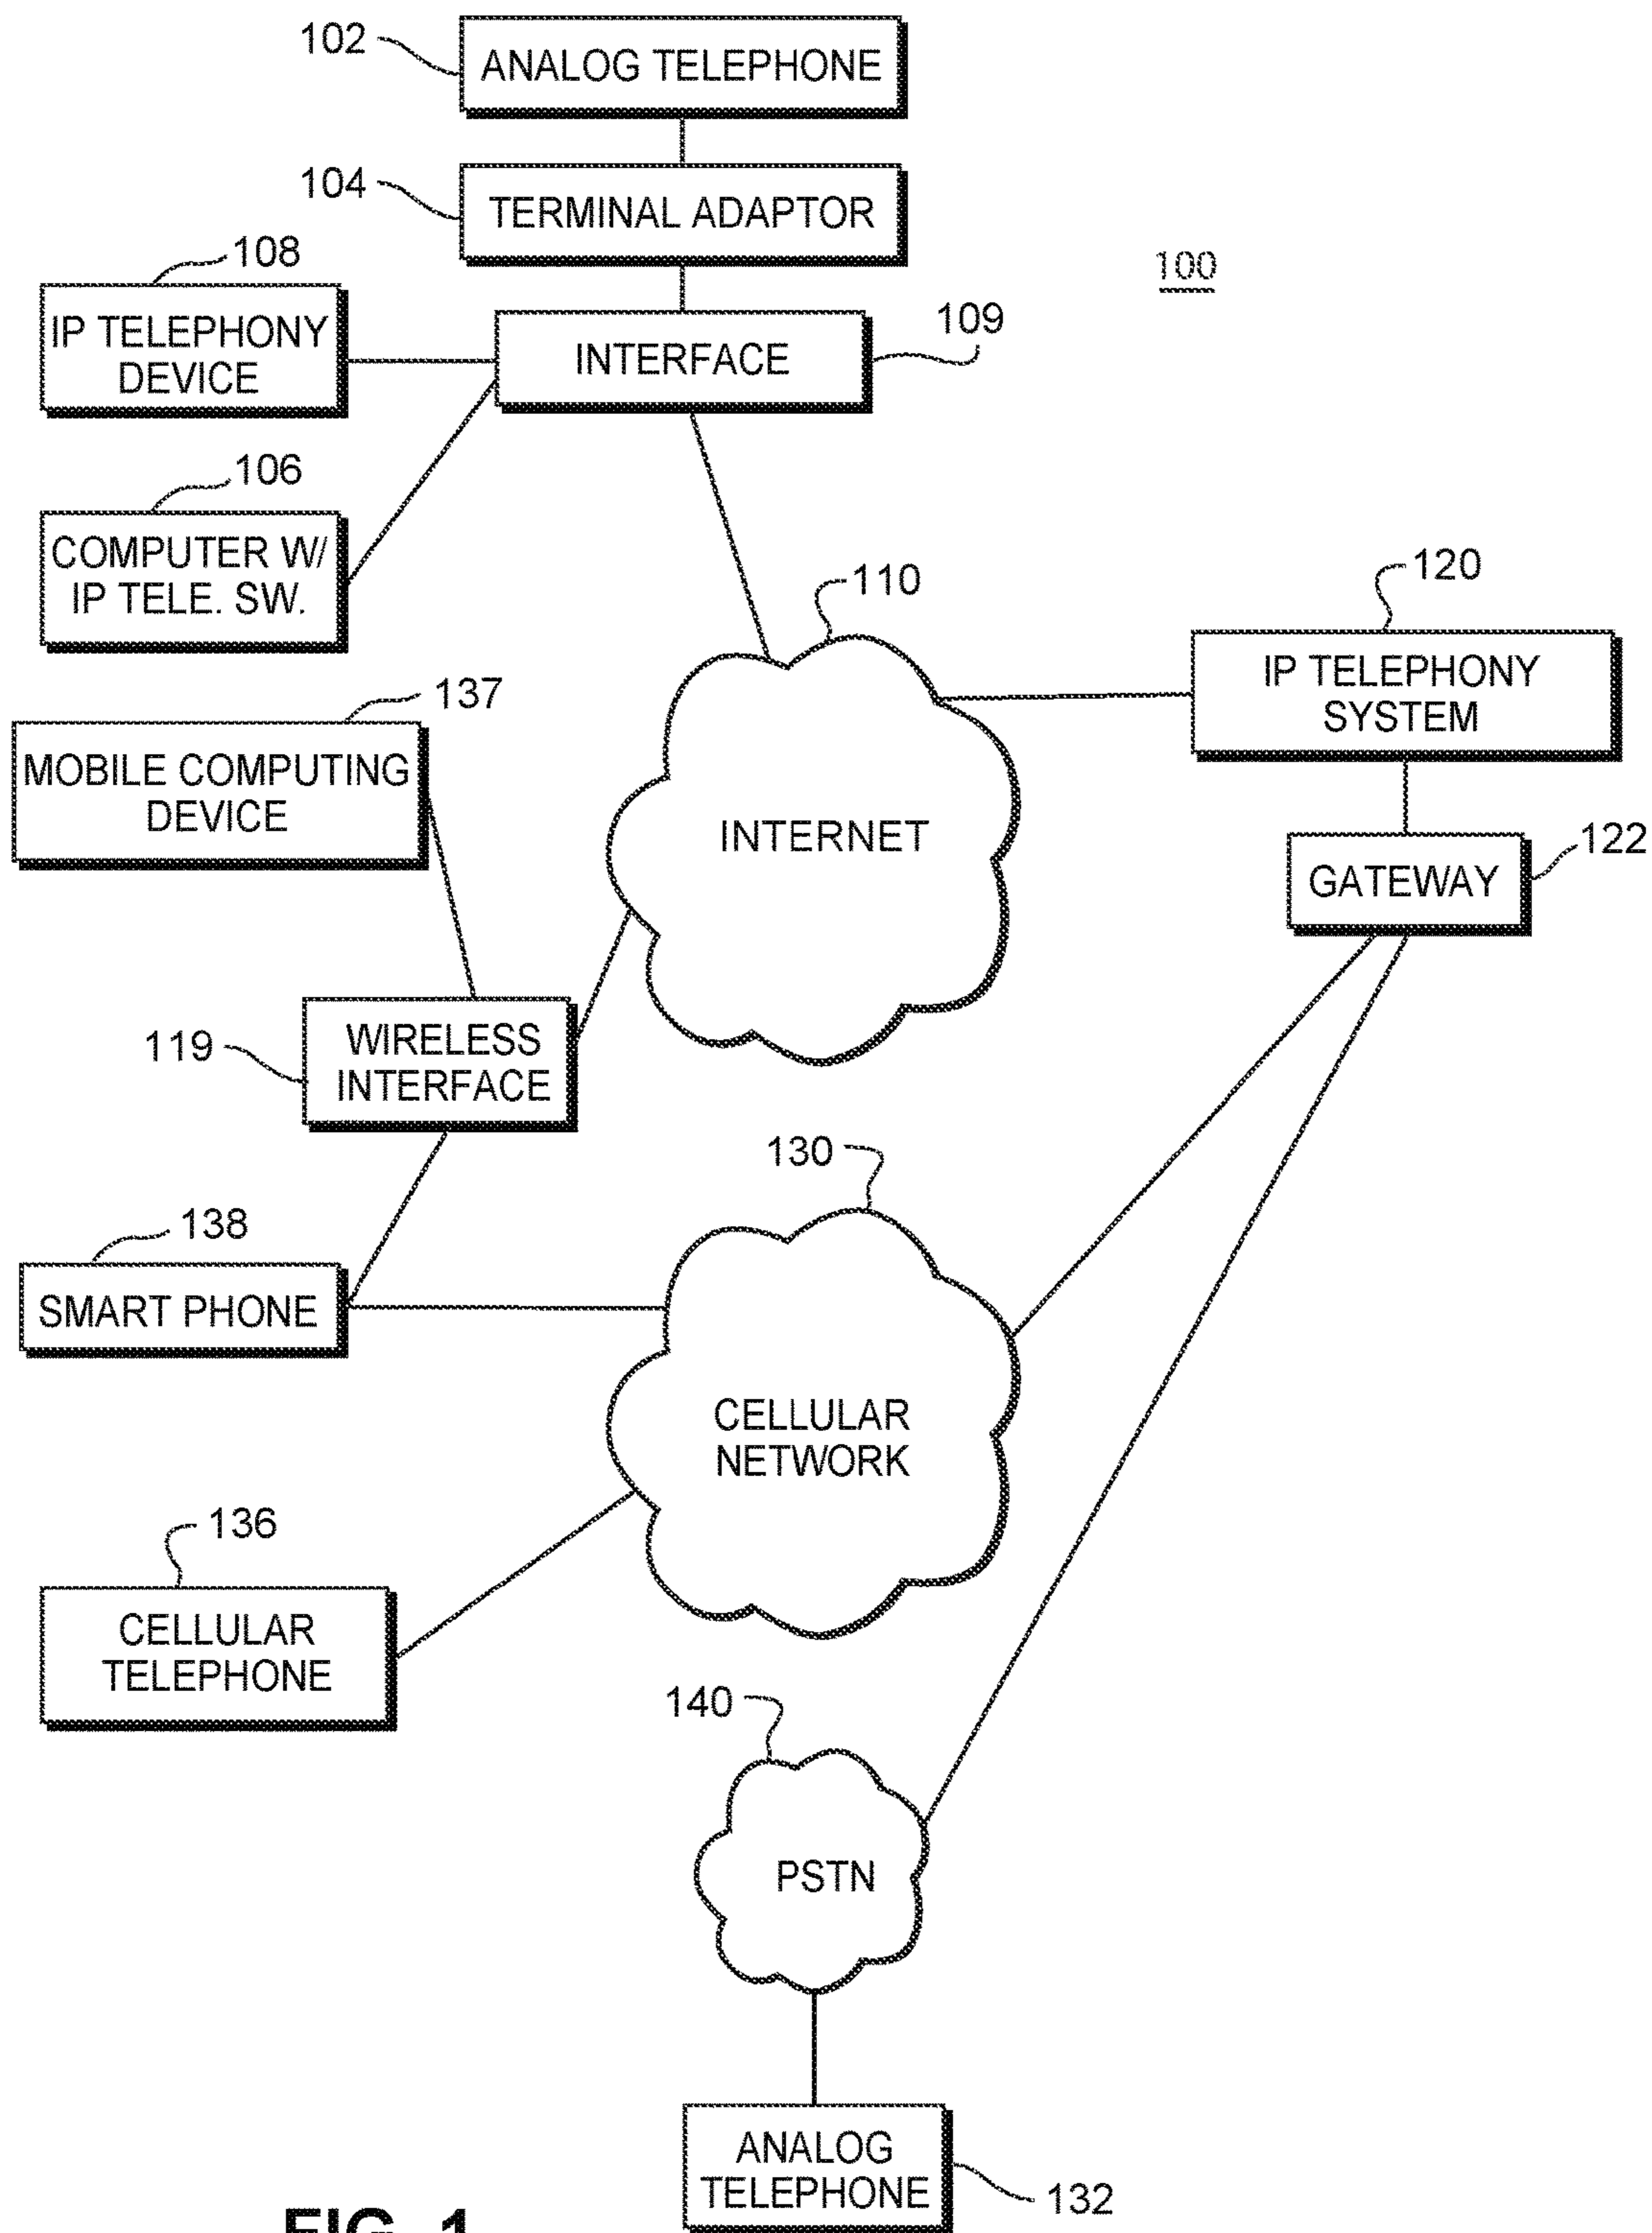 102
ANALOG TELEPHONE
104
TERMINAL ADAPTOR
108
100
IP TELEPHONY
DEVICE
109
INTERFACE
106
COMPUTER W/
IP TELE. SW.
110
120
IP TELEPHONY
SYSTEM
137
MOBILE COMPUTING
DEVICE
INTERNET
122
GATEWAY
119
WIRELESS
INTERFACE
130
138
SMART PHONE
CELLULAR
NETWORK
136
CELLULAR
TELEPHONE
140
PSTN
ANALOG
TELEPHONE
132
FIG. 1